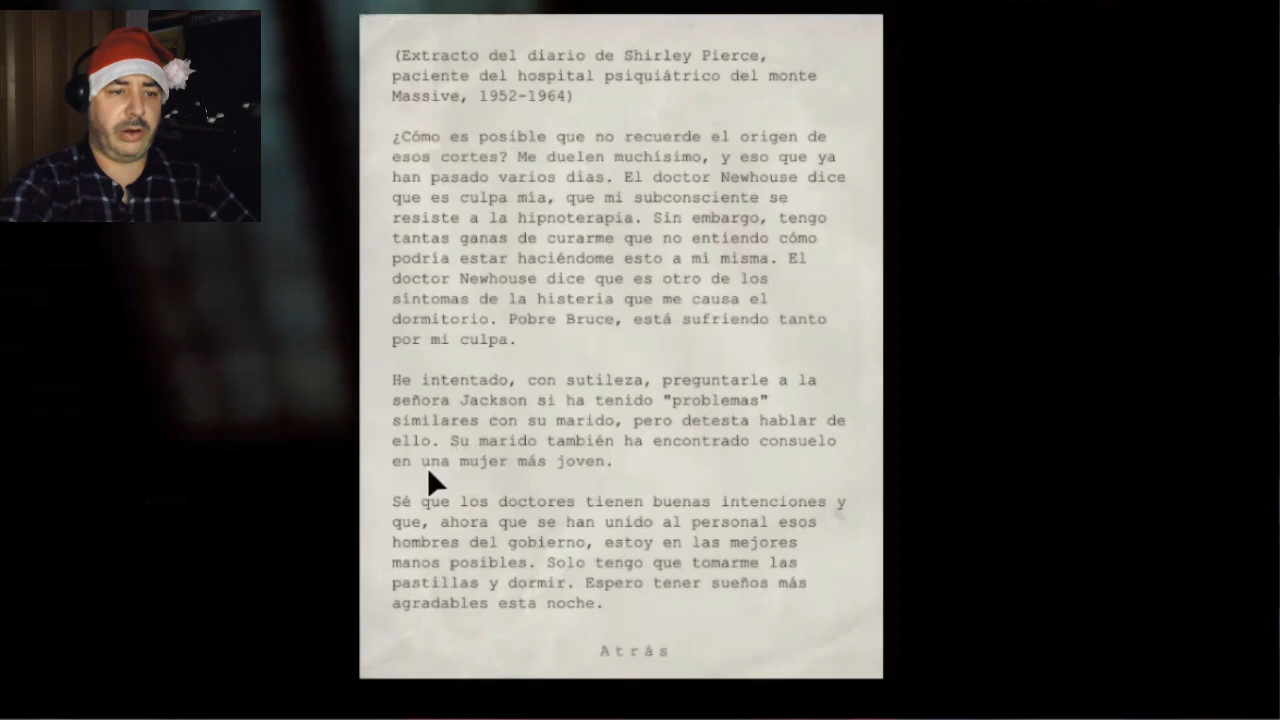 (Extracto del diario de Shirley Pierce,
paciente del hospital psiquiátrico del monte
Massive, 1952-1964)
¿Cómo es posible que no recuerde el origen de
esos cortes? Me duelen muchísimo, y eso que ya
han pasado varios días. El doctor Newhouse dice
que es culpa mía, que mi subconsciente se
resiste a la hipnoterapia. Sin embargo, tengo
tantas ganas de curarme que no entiendo cómo
podría estar haciéndome esto a mí misma. El
doctor Newhouse dice que es otro de los
síntomas de la histeria que me causa el
dormitorio. Pobre Bruce, está sufriendo tanto
por mi culpa.
He intentado, con sutileza, preguntarle a la
señora Jackson si ha tenido "problemas"
similares con su marido, pero detesta hablar de
ello. Su marido también ha encontrado consuelo
en una mujer más joven.
Sé que los doctores tienen buenas intenciones y
que, ahora que se han unido al personal esos
hombres del gobierno, estoy en las mejores
manos posibles. Solo tengo que tomarme las
pastillas y dormir. Espero tener sueños más
agradables esta noche.
Atrás